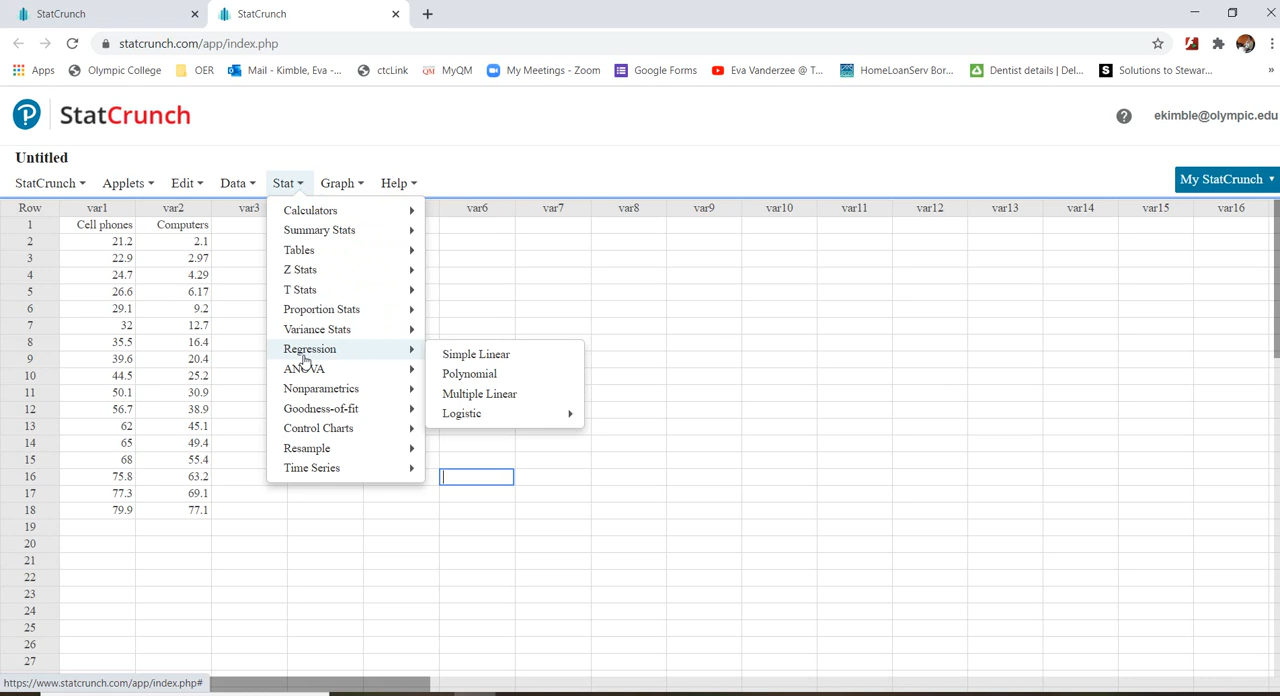 StatCrunch
StatCrunch
statcrunch.com/app/index.php
Apps Olympic College OER Mail - Kimble, Eva -... ctcLink QM MyQM My Meetings - Zoom Google Forms Eva Vanderzee @ T... HomeLoanServ Bor... Dentist details | Del... S Solutions to Stewar... »
P StatCrunch ? ekimble@olympic.edu
Untitled
StatCrunch Applets Edit Data Stat Graph Help My StatCrunch
Row var1 var2 var3 var6 var7 var8 var9 var10 var11 var12 var13 var14 var15 var16
1 Cell phones Computers
2 21.2 2.1
3 22.9 2.97
4 24.7 4.29
5 26.6 6.17
6 29.1 9.2
7 32 12.7
8 35.5 16.4
9 39.6 20.4
10 44.5 25.2
11 50.1 30.9
12 56.7 38.9
13 62 45.1
14 65 49.4
15 68 55.4
16 75.8 63.2
17 77.3 69.1
18 79.9 77.1
19
20
21
22
23
24
25
26
27
Calculators
Summary Stats
Tables
Z Stats
T Stats
Proportion Stats
Variance Stats
Regression
ANOVA
Nonparametrics
Goodness-of-fit
Control Charts
Resample
Time Series
Simple Linear
Polynomial
Multiple Linear
Logistic
https://www.statcrunch.com/app/index.php#